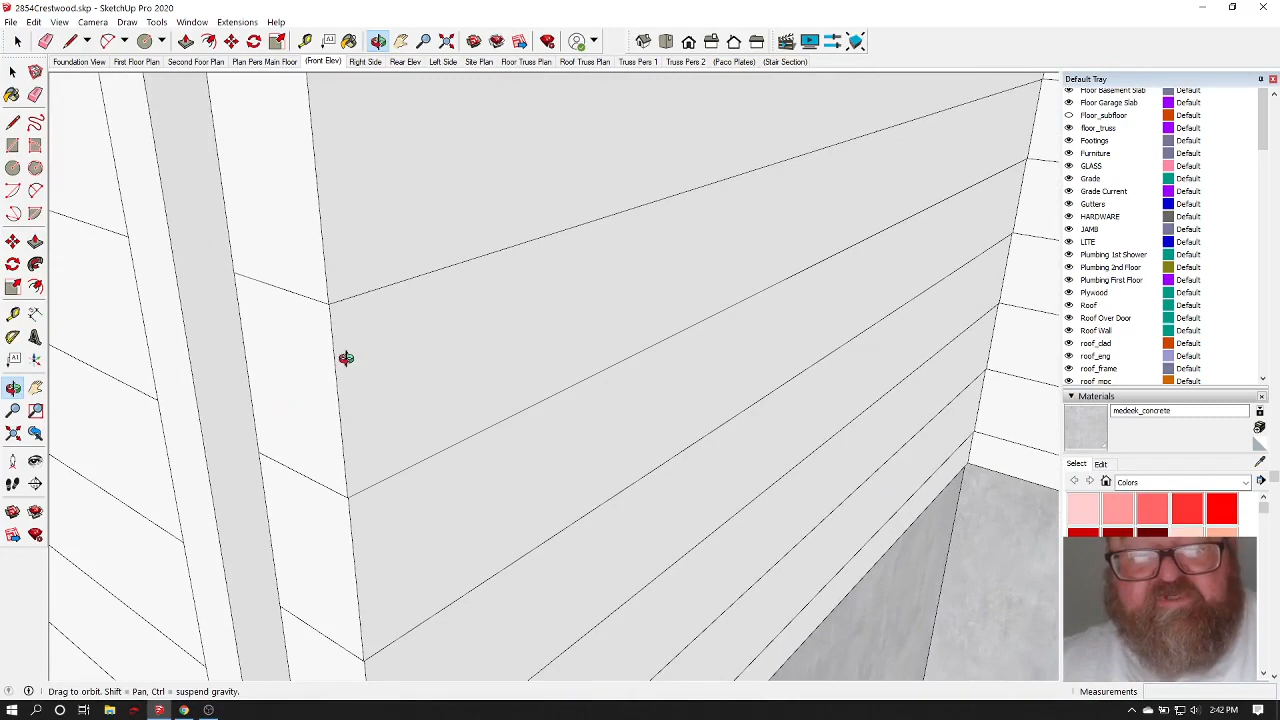 2854Crestwood.skp - SketchUp Pro 2020
File Edit View Camera Draw Tools Window Extensions Help
Foundation View First Floor Plan Second Floor Plan Plan Pers Main Floor (Front Elev) Right Side Rear Elev Left Side Site Plan Floor Truss Plan Roof Truss Plan Truss Pers 1 Truss Pers 2 (Paco Plates) (Stair Section)
Default Tray
Floor Basement Slab Default
Floor Garage Slab Default
Floor_subfloor Default
floor_truss Default
Footings Default
Furniture Default
GLASS Default
Grade Default
Grade Current Default
Gutters Default
HARDWARE Default
JAMB Default
LITE Default
Plumbing 1st Shower Default
Plumbing 2nd Floor Default
Plumbing First Floor Default
Plywood Default
Roof Default
Roof Over Door Default
Roof Wall Default
roof_clad Default
roof_eng Default
roof_frame Default
roof_mpc Default
Materials
medeek_concrete
Select Edit
Colors
Drag to orbit. Shift = Pan, Ctrl = suspend gravity.
Measurements
2:42 PM